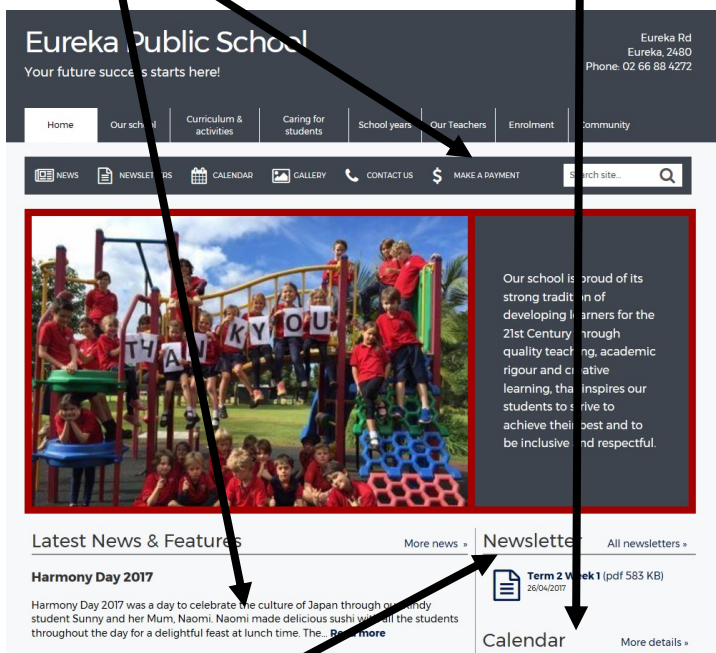 Eureka Public School
Your future success starts here!
Eureka Rd
Eureka, 2480
Phone: 02 66 88 4272
Home
Our school
Curriculum &
activities
Caring for
students
School years
Our Teachers
Enrolment
Community
NEWS
NEWSLETTERS
CALENDAR
GALLERY
CONTACT US
MAKE A PAYMENT
Search site...
THANK YOU
Our school is proud of its
strong tradition of
developing learners for the
21st Century through
quality teaching, academic
rigour and creative
learning, that inspires our
students to strive to
achieve their best and to
be inclusive and respectful.
Latest News & Features
More news »
Harmony Day 2017
Harmony Day 2017 was a day to celebrate the culture of Japan through our Kindy
student Sunny and her Mum, Naomi. Naomi made delicious sushi with all the students
throughout the day for a delightful feast at lunch time. The... Read more
Newsletter
All newsletters »
Term 2 Week 1 (pdf 583 KB)
26/04/2017
Calendar
More details »